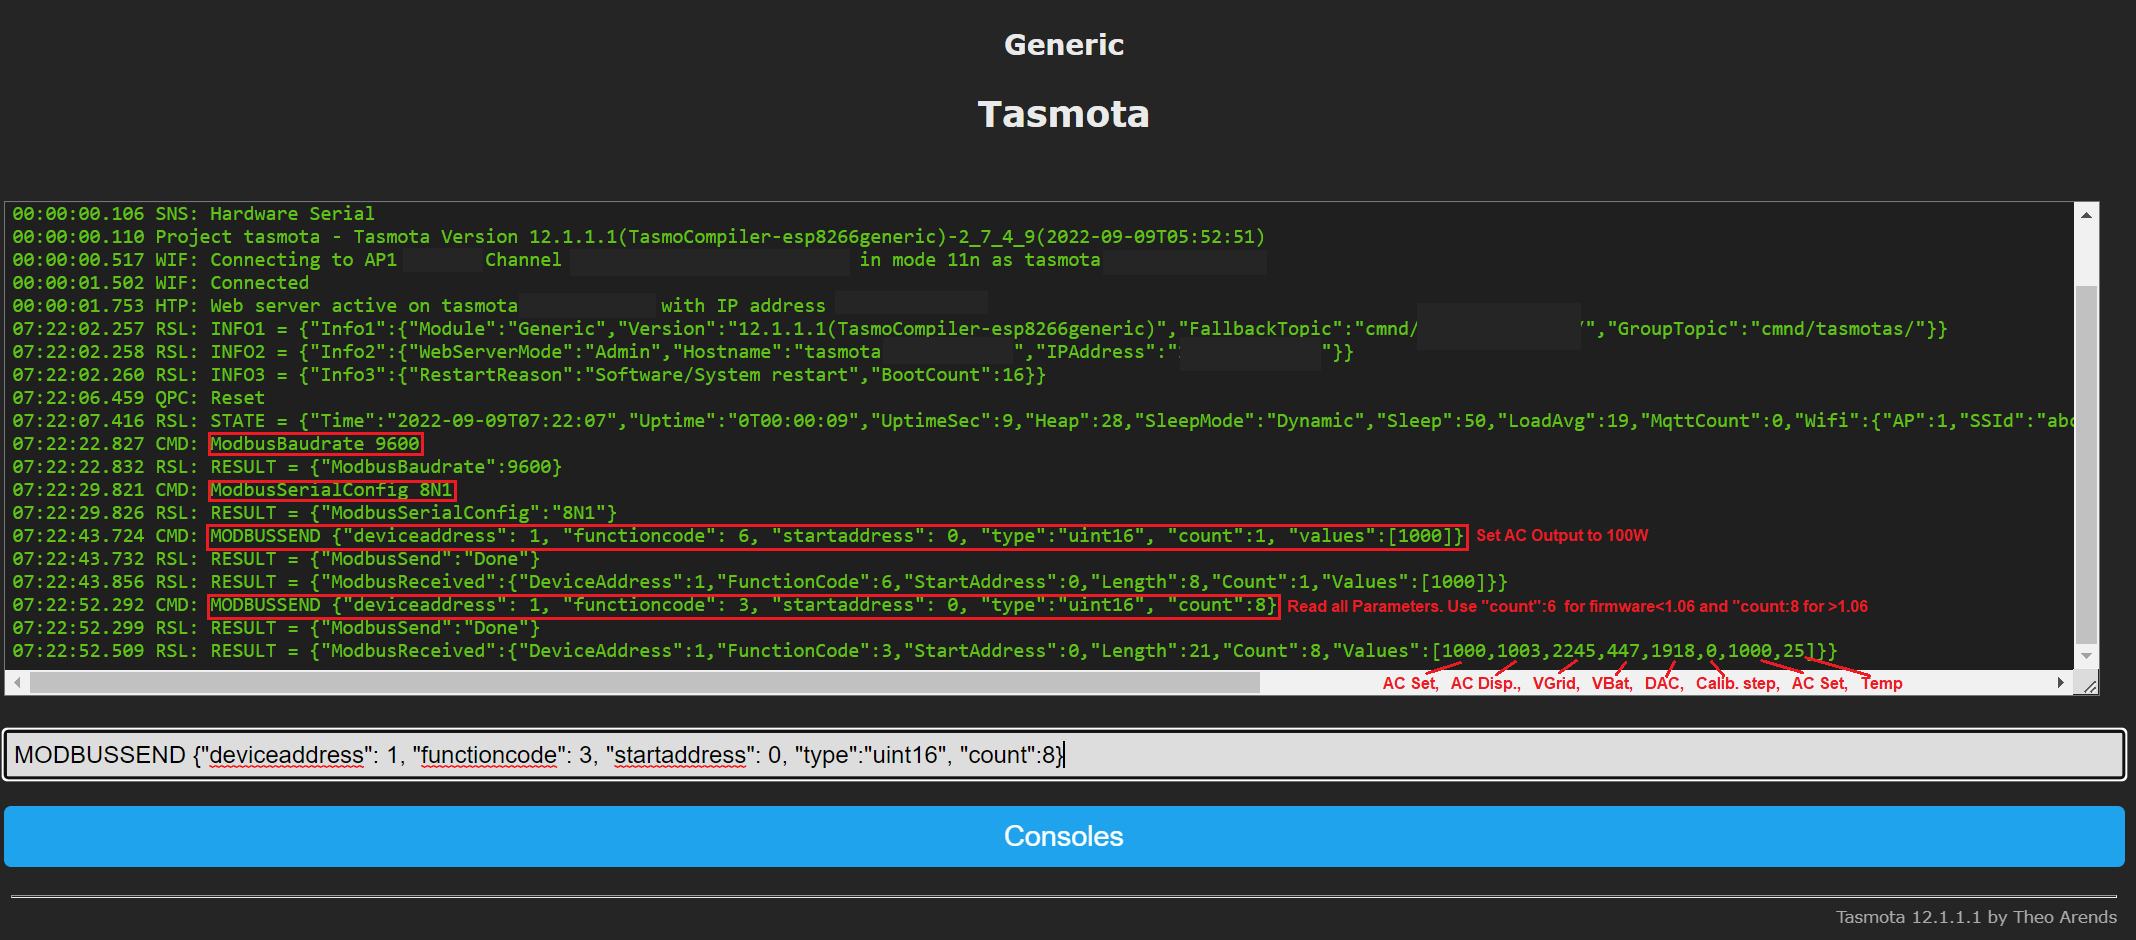 Generic
Tasmota
00:00:00.106 SNS: Hardware Serial
00:00:00.110 Project tasmota - Tasmota Version 12.1.1.1(TasmoCompiler-esp8266generic)-2_7_4_9(2022-09-09T05:52:51)
00:00:00.517 WIF: Connecting to AP1 Channel in mode 11n as tasmota
00:00:01.502 WIF: Connected
00:00:01.753 HTP: Web server active on tasmota with IP address
07:22:02.257 RSL: INFO1 = {"Info1":{"Module":"Generic","Version":"12.1.1.1(TasmoCompiler-esp8266generic)","FallbackTopic":"cmnd/ /","GroupTopic":"cmnd/tasmotas/"}}
07:22:02.258 RSL: INFO2 = {"Info2":{"WebServerMode":"Admin","Hostname":"tasmota ","IPAddress":" "}}
07:22:02.260 RSL: INFO3 = {"Info3":{"RestartReason":"Software/System restart","BootCount":16}}
07:22:06.459 QPC: Reset
07:22:07.416 RSL: STATE = {"Time":"2022-09-09T07:22:07","Uptime":"0T00:00:09","UptimeSec":9,"Heap":28,"SleepMode":"Dynamic","Sleep":50,"LoadAvg":19,"MqttCount":0,"Wifi":{"AP":1,"SSId":"abc
07:22:22.827 CMD: ModbusBaudrate 9600
07:22:22.832 RSL: RESULT = {"ModbusBaudrate":9600}
07:22:29.821 CMD: ModbusSerialConfig 8N1
07:22:29.826 RSL: RESULT = {"ModbusSerialConfig":"8N1"}
07:22:43.724 CMD: MODBUSSEND {"deviceaddress": 1, "functioncode": 6, "startaddress": 0, "type":"uint16", "count":1, "values":[1000]} Set AC Output to 100W
07:22:43.732 RSL: RESULT = {"ModbusSend":"Done"}
07:22:43.856 RSL: RESULT = {"ModbusReceived":{"DeviceAddress":1,"FunctionCode":6,"StartAddress":0,"Length":8,"Count":1,"Values":[1000]}}
07:22:52.292 CMD: MODBUSSEND {"deviceaddress": 1, "functioncode": 3, "startaddress": 0, "type":"uint16", "count":8} Read all Parameters. Use "count":6 for firmware<1.06 and "count:8 for >1.06
07:22:52.299 RSL: RESULT = {"ModbusSend":"Done"}
07:22:52.509 RSL: RESULT = {"ModbusReceived":{"DeviceAddress":1,"FunctionCode":3,"StartAddress":0,"Length":21,"Count":8,"Values":[1000,1003,2245,447,1918,0,1000,25]}}
AC Set, AC Disp., VGrid, VBat, DAC, Calib. step, AC Set, Temp
MODBUSSEND {"deviceaddress": 1, "functioncode": 3, "startaddress": 0, "type":"uint16", "count":8}
Consoles
Tasmota 12.1.1.1 by Theo Arends